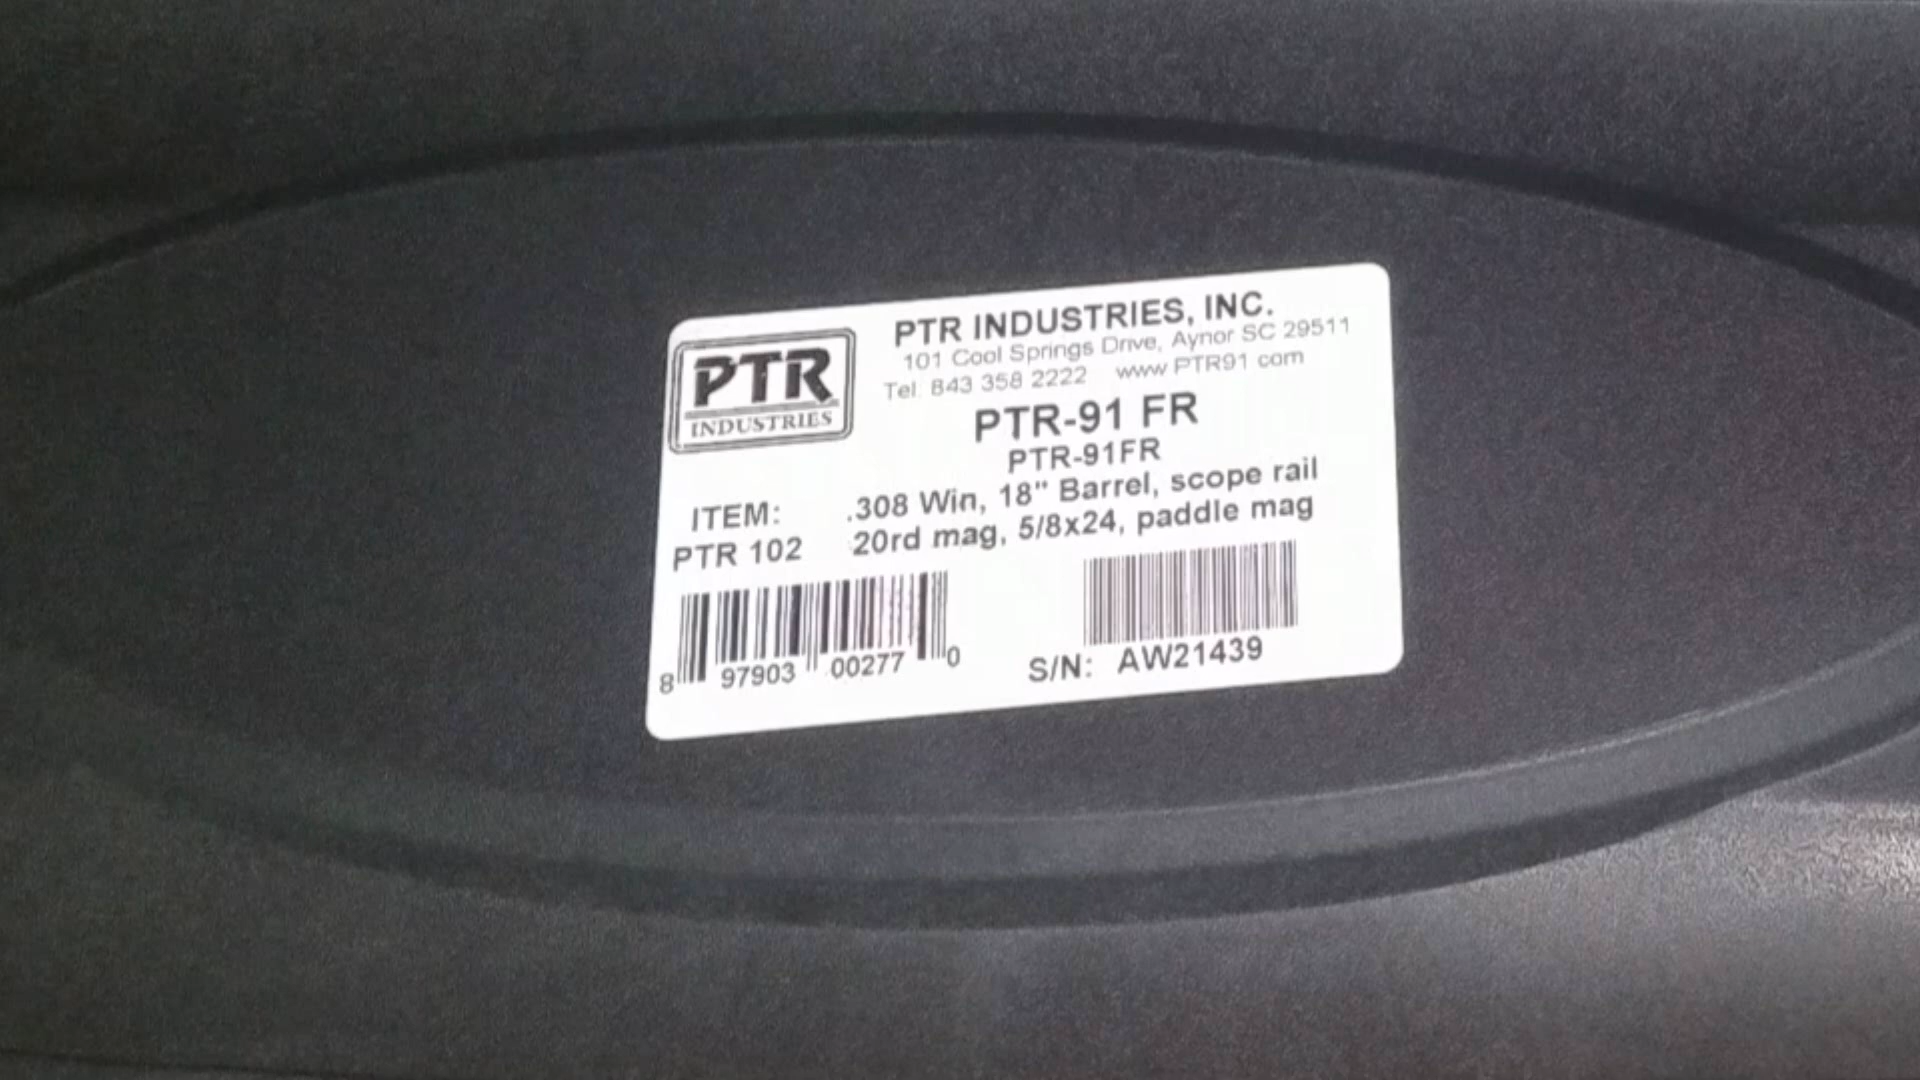 PTR
INDUSTRIES
PTR INDUSTRIES, INC.
101 Cool Springs Drive, Aynor SC 29511
Tel. 843 358 2222 www PTR91 com
PTR-91 FR
PTR-91FR
ITEM: .308 Win, 18" Barrel, scope rail
PTR 102 20rd mag, 5/8x24, paddle mag
8 97903 00277 0
S/N: AW21439